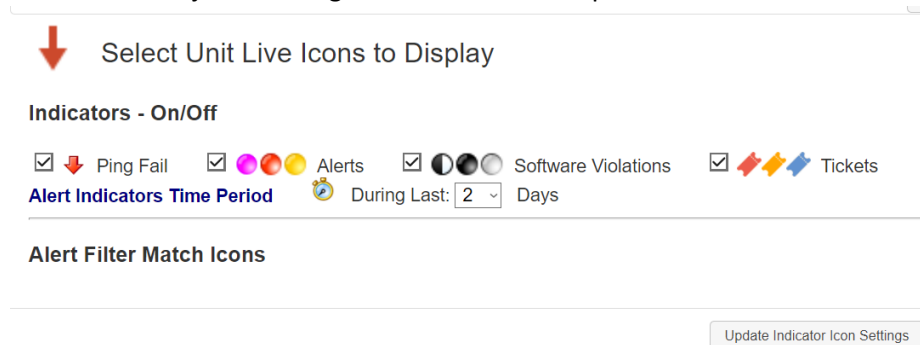 Select Unit Live Icons to Display
Indicators - On/Off
Ping Fail Alerts Software Violations Tickets
Alert Indicators Time Period During Last: 2 Days
Alert Filter Match Icons
Update Indicator Icon Settings